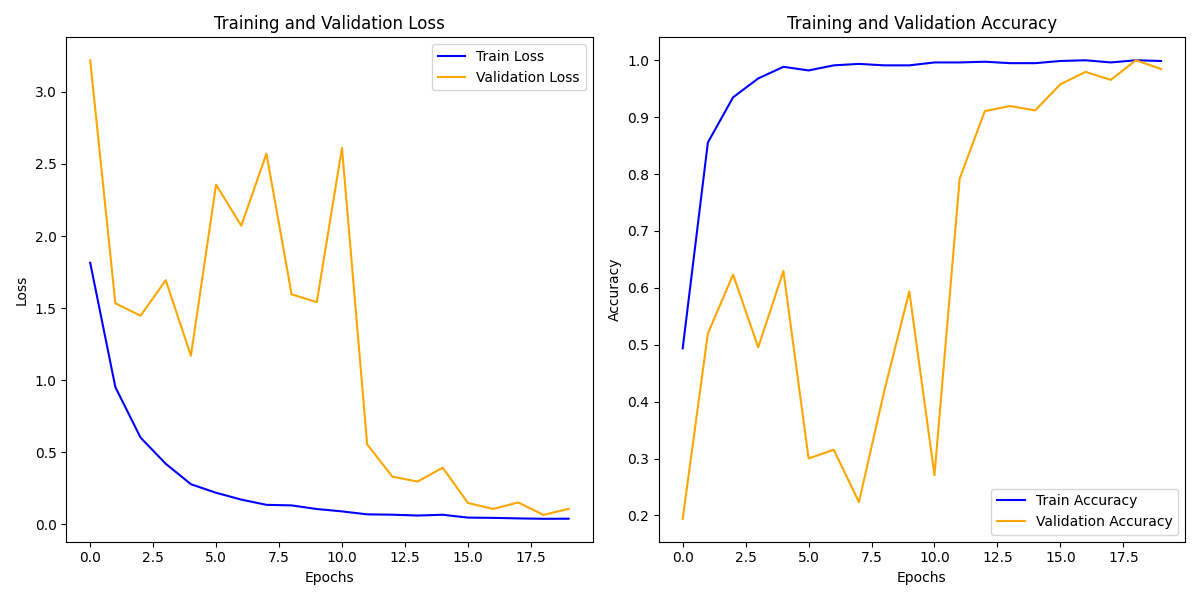 Training and Validation Loss
Train Loss
Validation Loss
3.0
2.5
2.0
1.5
1.0
0.5
0.0
Loss
0.0 2.5 5.0 7.5 10.0 12.5 15.0 17.5
Epochs
Training and Validation Accuracy
1.0
0.9
0.8
0.7
0.6
0.5
0.4
0.3
0.2
Accuracy
Train Accuracy
Validation Accuracy
0.0 2.5 5.0 7.5 10.0 12.5 15.0 17.5
Epochs